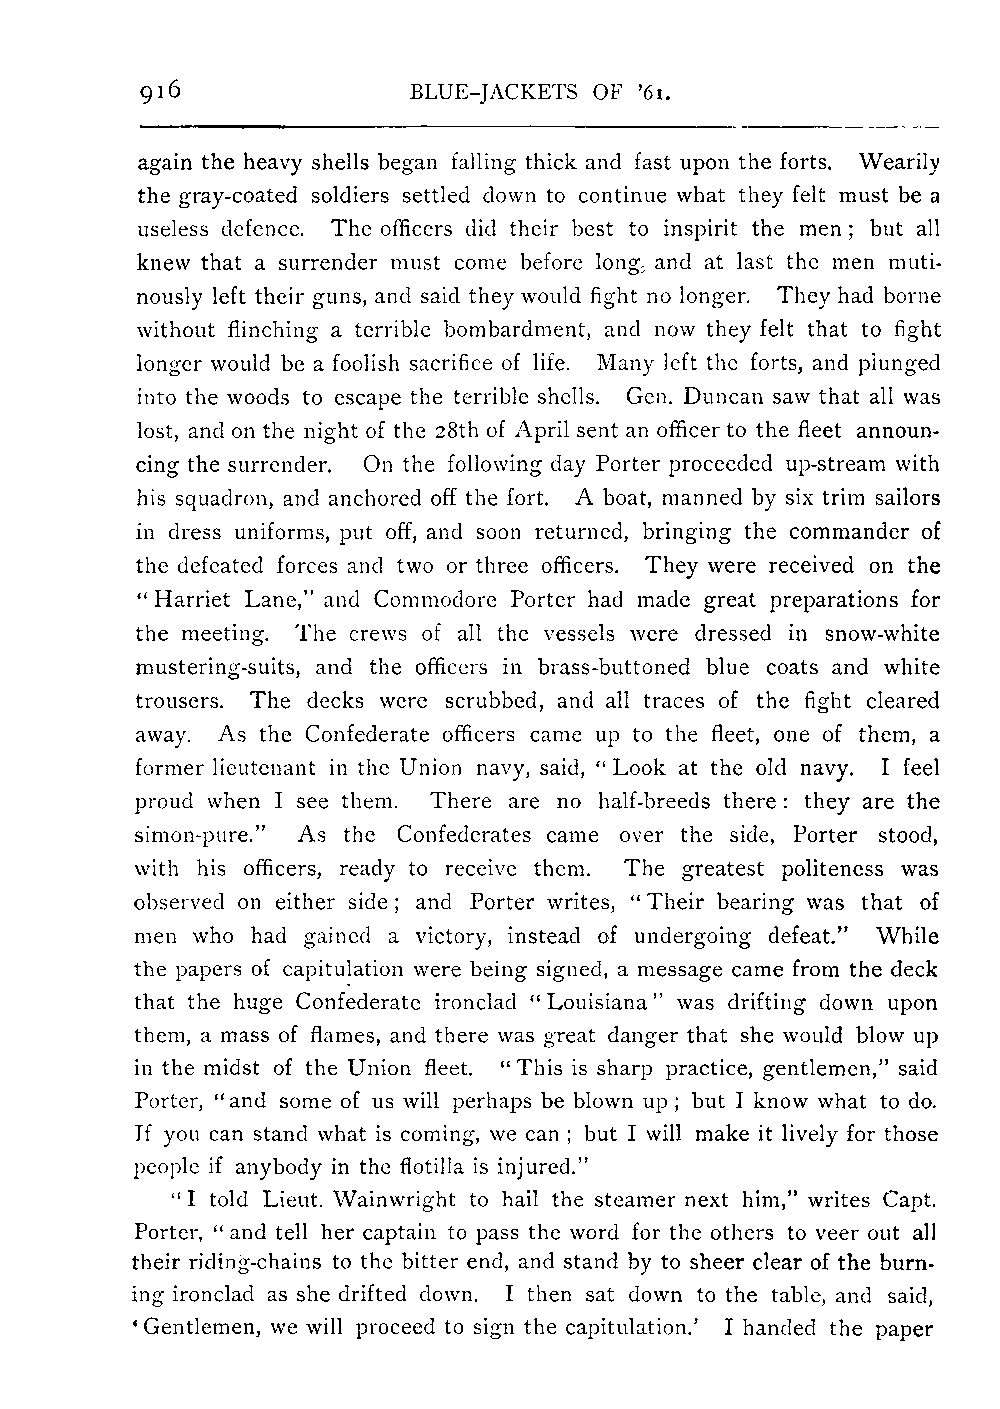 916 BLUE-JACKETS OF '61.
again the heavy shells began falling thick and fast upon the forts. Wearily
the gray-coated soldiers settled down to continue what they felt must be a
useless defence. The officers did their best to inspirit the men; but all
knew that a surrender must come before long, and at last the men muti-
nously left their guns, and said they would fight no longer. They had borne
without flinching a terrible bombardment, and now they felt that to fight
longer would be a foolish sacrifice of life. Many left the forts, and plunged
into the woods to escape the terrible shells. Gen. Duncan saw that all was
lost, and on the night of the 28th of April sent an officer to the fleet announ-
cing the surrender. On the following day Porter proceeded up-stream with
his squadron, and anchored off the fort. A boat, manned by six trim sailors
in dress uniforms, put off, and soon returned, bringing the commander of
the defeated forces and two or three officers. They were received on the
"Harriet Lane," and Commodore Porter had made great preparations for
the meeting. The crews of all the vessels were dressed in snow-white
mustering-suits, and the officers in brass-buttoned blue coats and white
trousers. The decks were scrubbed, and all traces of the fight cleared
away. As the Confederate officers came up to the fleet, one of them, a
former lieutenant in the Union navy, said, "Look at the old navy. I feel
proud when I see them. There are no half-breeds there: they are the
simon-pure." As the Confederates came over the side, Porter stood,
with his officers, ready to receive them. The greatest politeness was
observed on either side; and Porter writes, "Their bearing was that of
men who had gained a victory, instead of undergoing defeat." While
the papers of capitulation were being signed, a message came from the deck
that the huge Confederate ironclad "Louisiana" was drifting down upon
them, a mass of flames, and there was great danger that she would blow up
in the midst of the Union fleet. "This is sharp practice, gentlemen," said
Porter, "and some of us will perhaps be blown up; but I know what to do.
If you can stand what is coming, we can; but I will make it lively for those
people if anybody in the flotilla is injured."
"I told Lieut. Wainwright to hail the steamer next him," writes Capt.
Porter, "and tell her captain to pass the word for the others to veer out all
their riding-chains to the bitter end, and stand by to sheer clear of the burn-
ing ironclad as she drifted down. I then sat down to the table, and said,
'Gentlemen, we will proceed to sign the capitulation.' I handed the paper